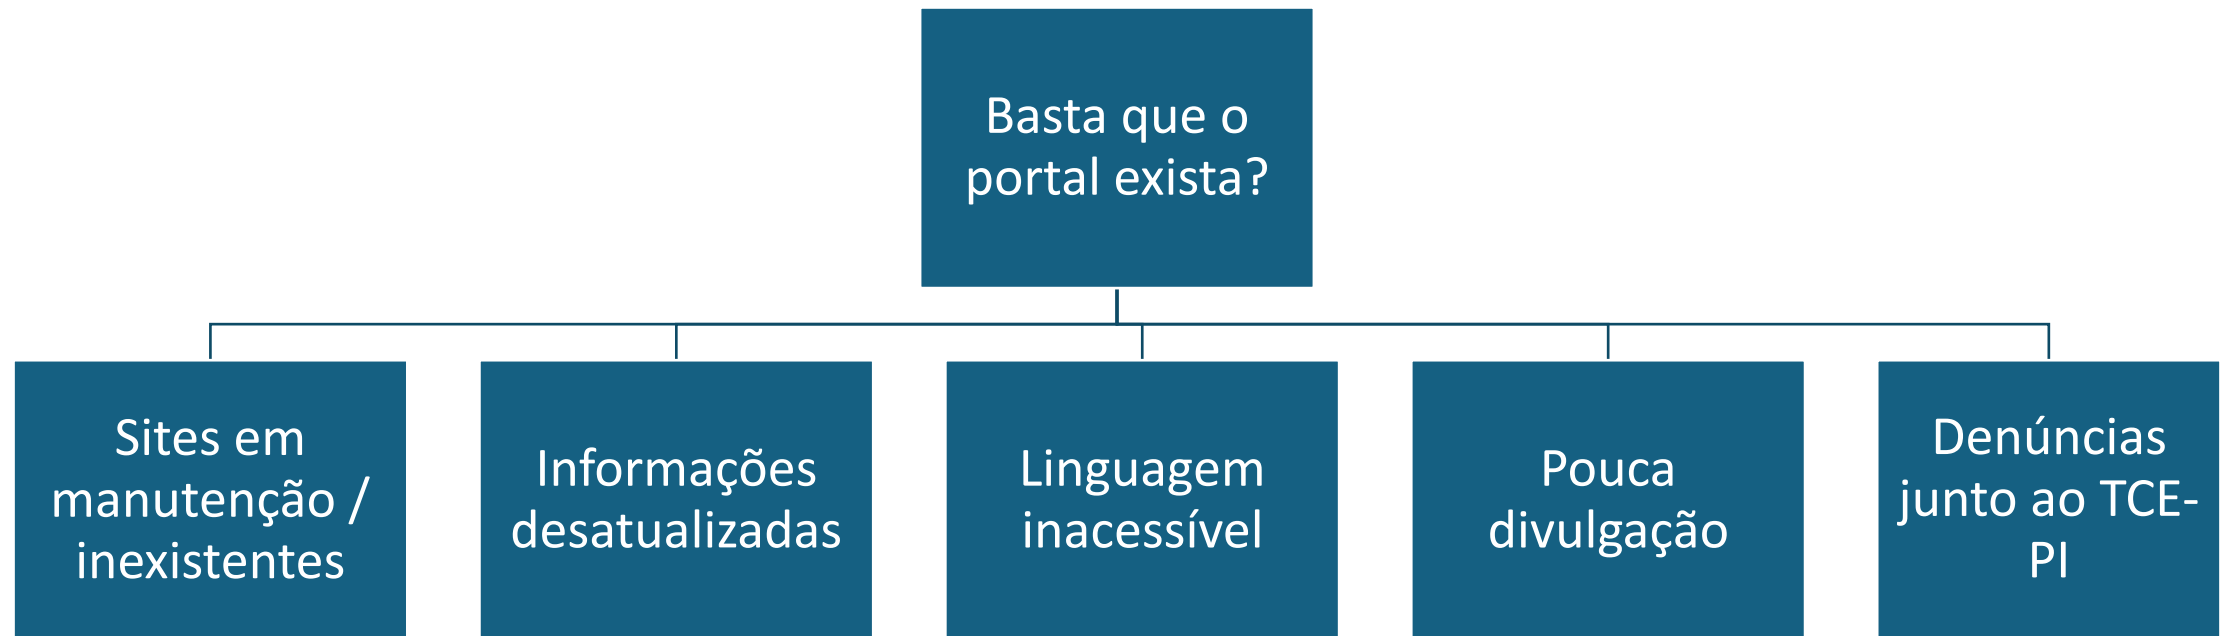 Basta que o
portal exista?
Sites em
manutenção /
inexistentes
Informações
desatualizadas
Linguagem
inacessível
Pouca
divulgação
Denúncias
junto ao TCE-
PI